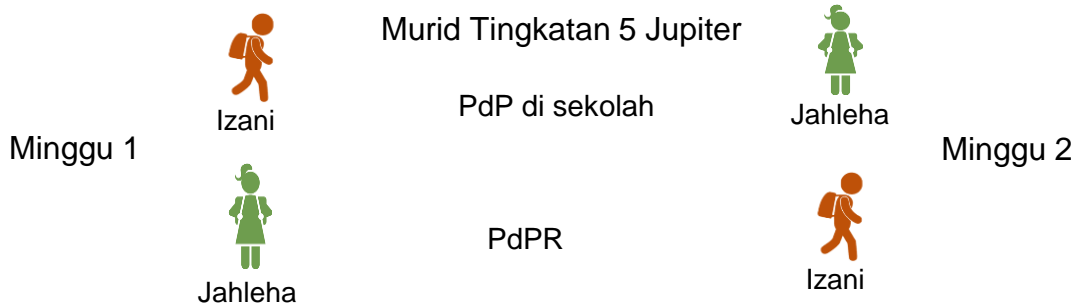 Murid Tingkatan 5 Jupiter
Izani
PdP di sekolah
Jahleha
Minggu 1
Minggu 2
PdPR
Jahleha
Izani